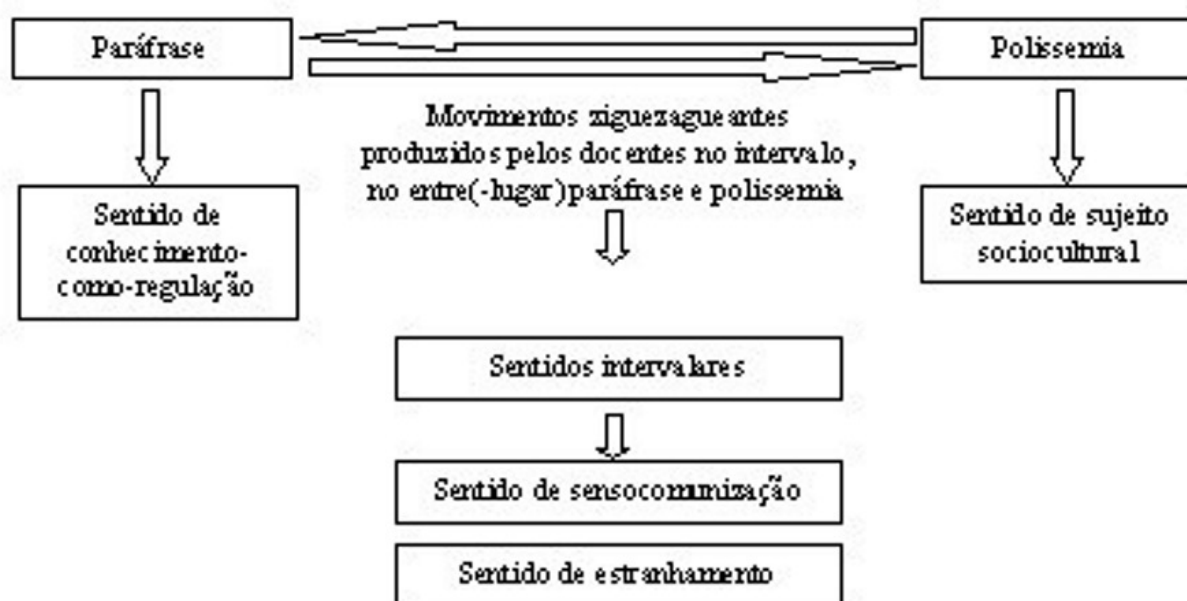 Paráfrase
Polissemia
Movimentos ziguezagueantes
produzidos pelos docentes no intervalo,
no entre(-lugar)paráfrase e polissemia
Sentido de
conhecimento-
como-regulação
Sentido de sujeito
sociocultural
Sentidos intervalares
Sentido de sensocomunização
Sentido de estranhamento